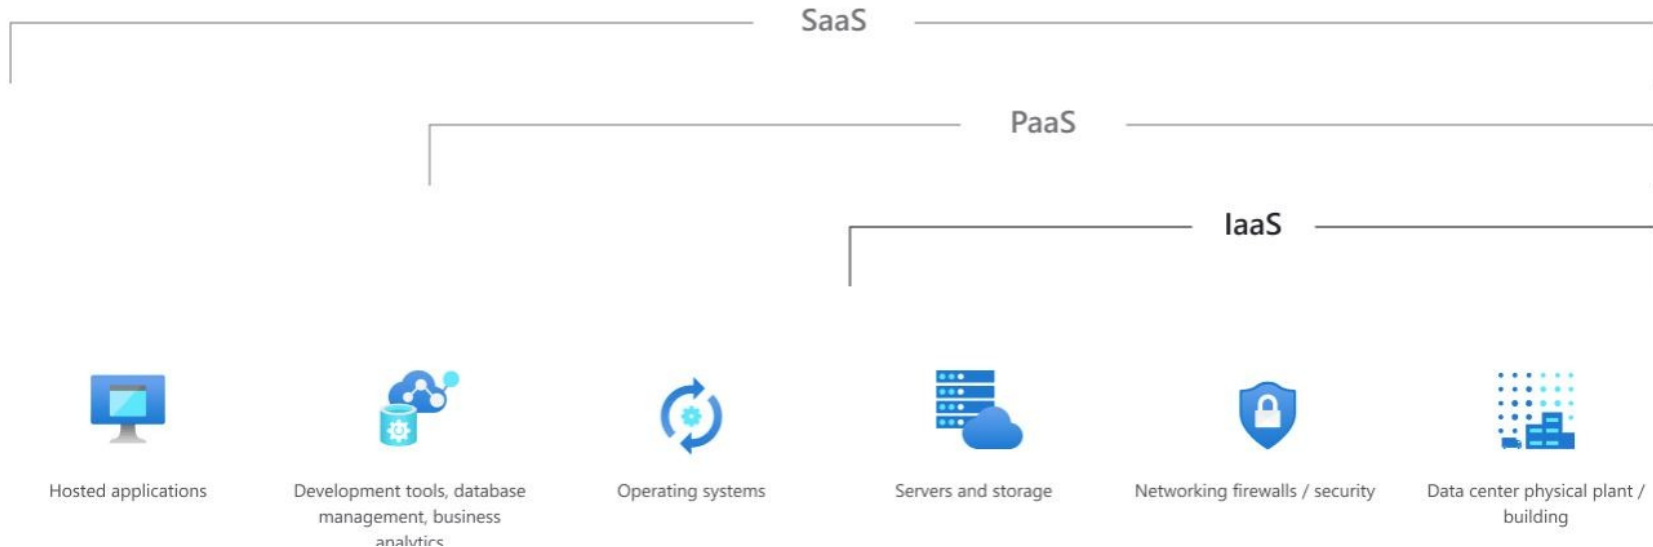 SaaS
PaaS
IaaS
Hosted applications
Development tools, database
management, business
analytics
Operating systems
Servers and storage
Networking firewalls / security
Data center physical plant /
building